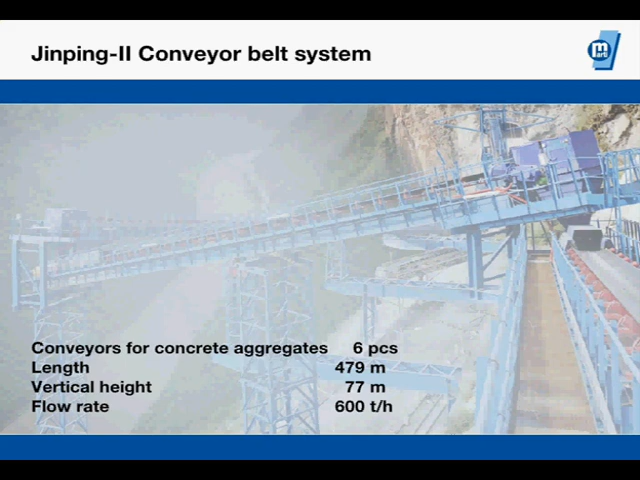 Jinping-II Conveyor belt system
marti
Conveyors for concrete aggregates 6 pcs
Length 479 m
Vertical height 77 m
Flow rate 600 t/h